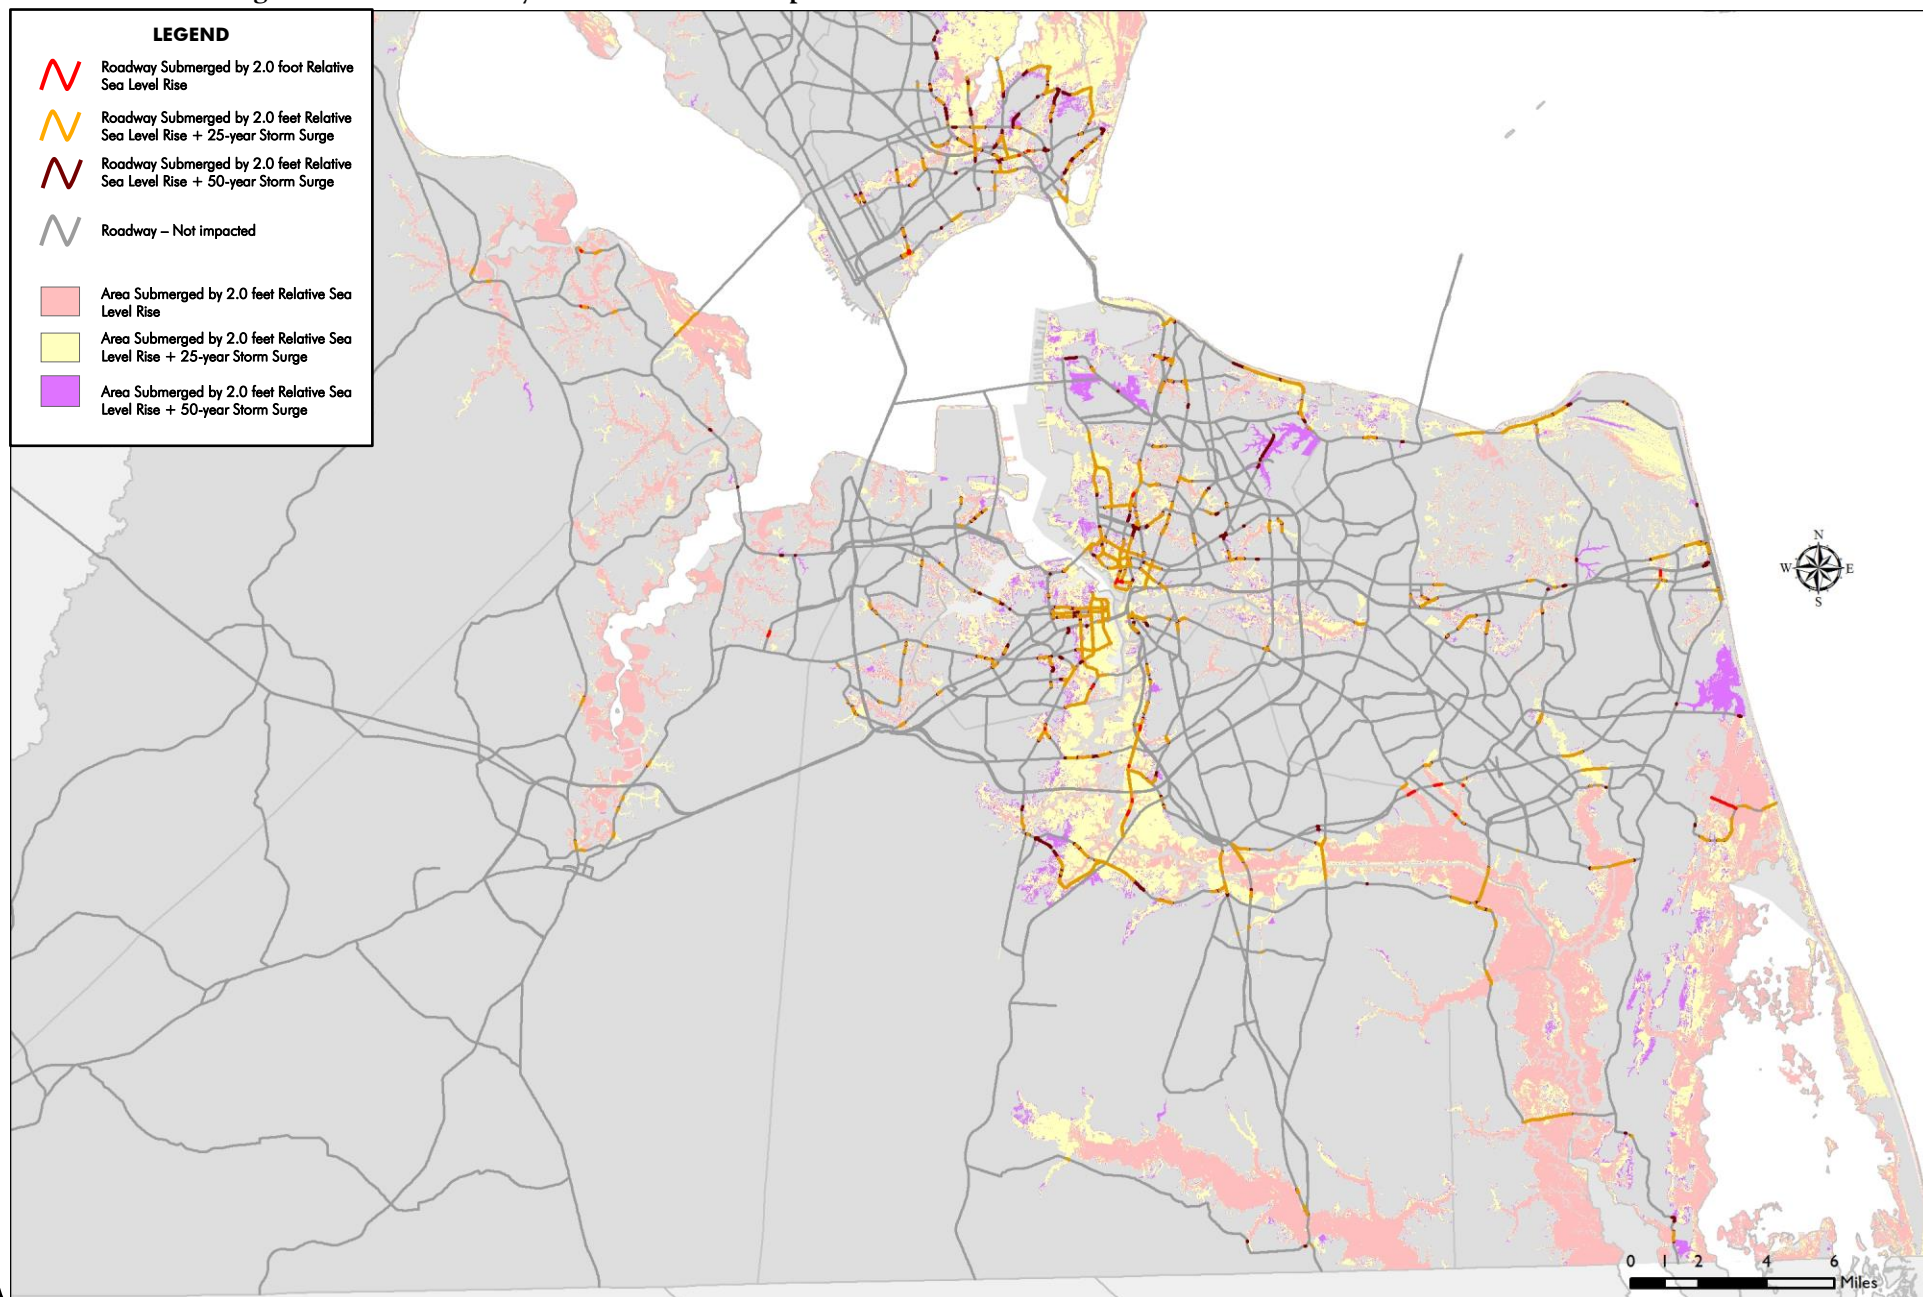 LEGEND
Roadway Submerged by 2.0 foot Relative
Sea Level Rise
Roadway Submerged by 2.0 feet Relative
Sea Level Rise + 25-year Storm Surge
Roadway Submerged by 2.0 feet Relative
Sea Level Rise + 50-year Storm Surge
Roadway – Not impacted
Area Submerged by 2.0 feet Relative Sea
Level Rise
Area Submerged by 2.0 feet Relative Sea
Level Rise + 25-year Storm Surge
Area Submerged by 2.0 feet Relative Sea
Level Rise + 50-year Storm Surge
N
W E
S
0 1 2 4 6
Miles